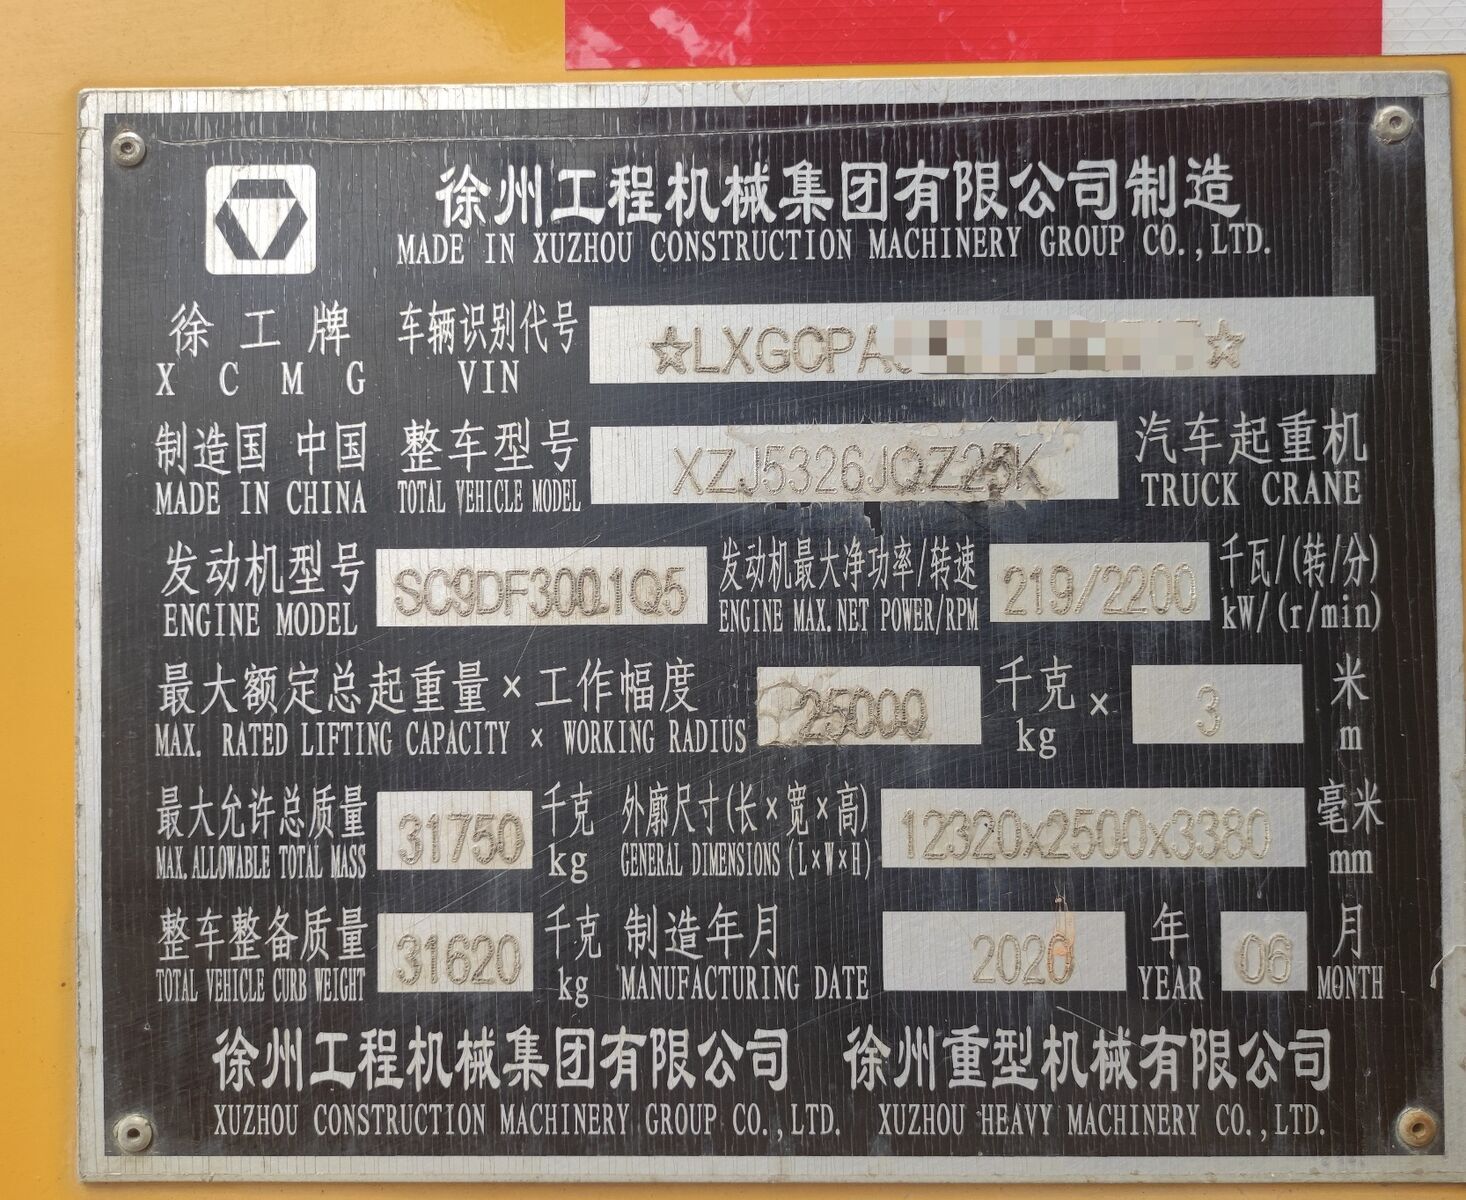 徐州工程机械集团有限公司制造
MADE IN XUZHOU CONSTRUCTION MACHINERY GROUP CO.,LTD.
徐工牌 车辆识别代号
XCMG VIN ☆LXGCPA ☆
制造国 中国 整车型号 汽车起重机
MADE IN CHINA TOTAL VEHICLE MODEL XZJ5326JQZ25K TRUCK CRANE
发动机型号 发动机最大净功率/转速 千瓦/(转/分)
ENGINE MODEL SC9DF300.1Q5 ENGINE MAX.NET POWER/RPM 219/2200 kW/(r/min)
最大额定总起重量×工作幅度 千克 × 米
MAX. RATED LIFTING CAPACITY × WORKING RADIUS 25000 kg 3 m
最大允许总质量 千克 外廓尺寸(长×宽×高) 毫米
MAX. ALLOWABLE TOTAL MASS 31750 kg GENERAL DIMENSIONS (L×W×H) 12320x2500x3380 mm
整车整备质量 千克 制造年月 年 月
TOTAL VEHICLE CURB WEIGHT 31620 kg MANUFACTURING DATE 2020 YEAR 06 MONTH
徐州工程机械集团有限公司 徐州重型机械有限公司
XUZHOU CONSTRUCTION MACHINERY GROUP CO.,LTD. XUZHOU HEAVY MACHINERY CO.,LTD.